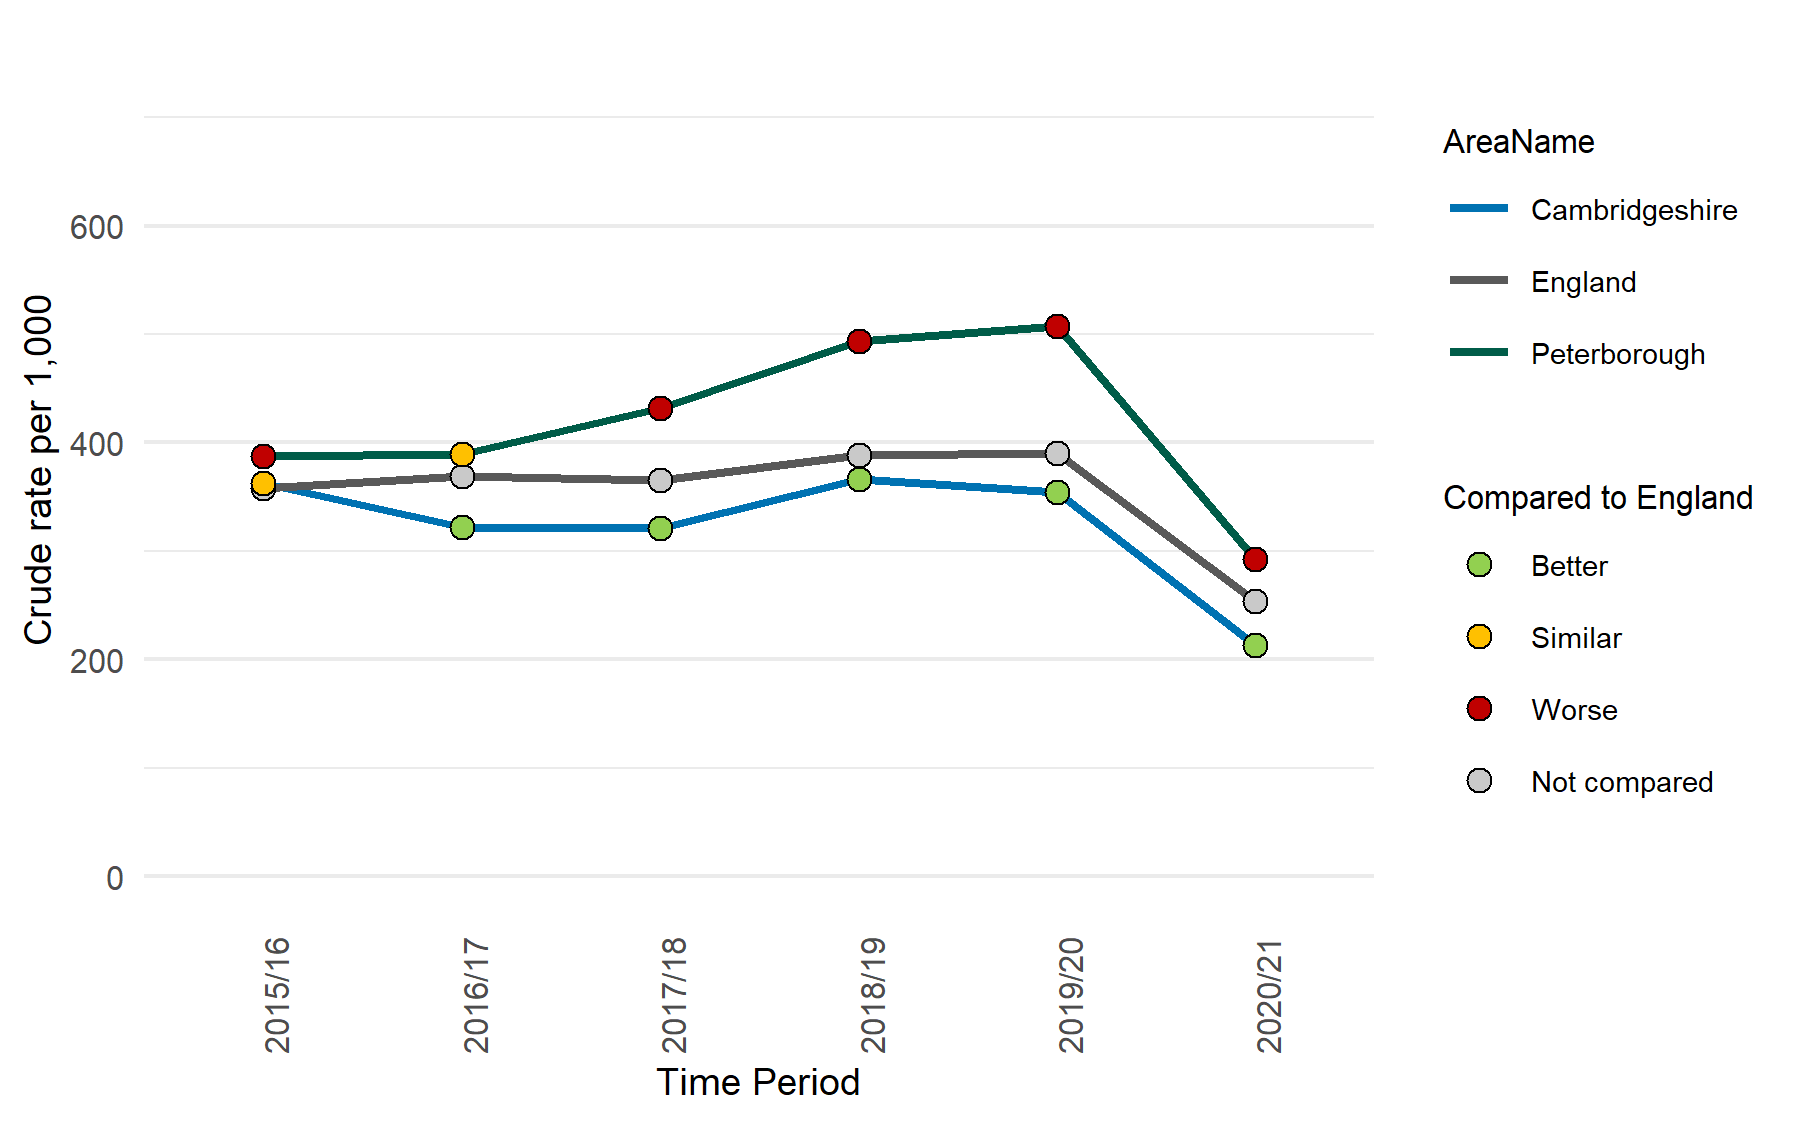 Crude rate per 1,000
600
400
200
0
2015/16
2016/17
2017/18
2018/19
2019/20
2020/21
Time Period
AreaName
Cambridgeshire
England
Peterborough
Compared to England
Better
Similar
Worse
Not compared